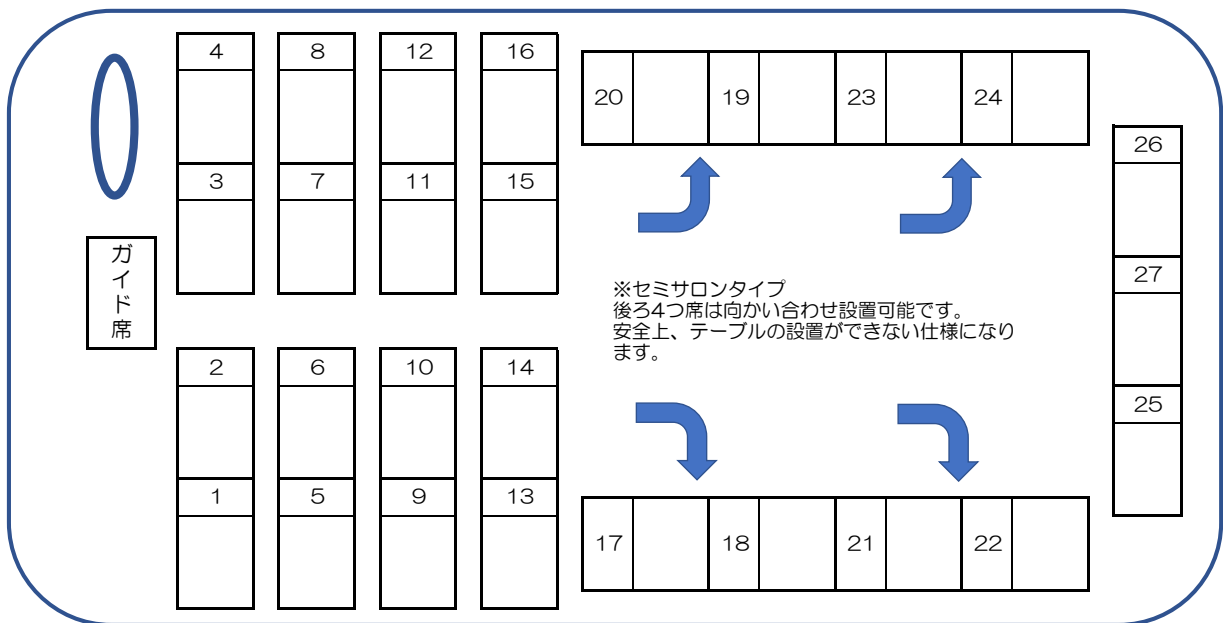 4 8 12 16
20 19 23 24
26
3 7 11 15
ガイド席
27
※セミサロンタイプ
後ろ4つ席は向かい合わせ設置可能です。
安全上、テーブルの設置ができない仕様になり
ます。
2 6 10 14
25
1 5 9 13
17 18 21 22